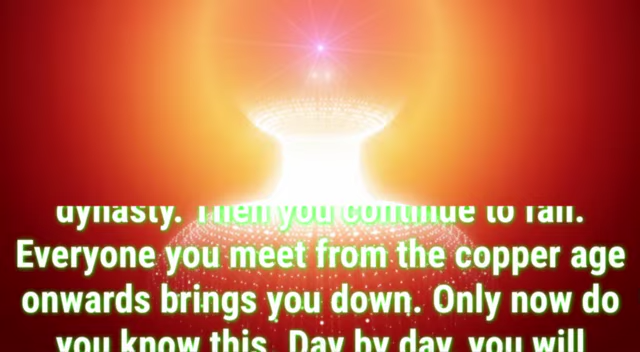 dynasty. Then you continue to fall.
Everyone you meet from the copper age
onwards brings you down. Only now do
you know this. Day by day, you will